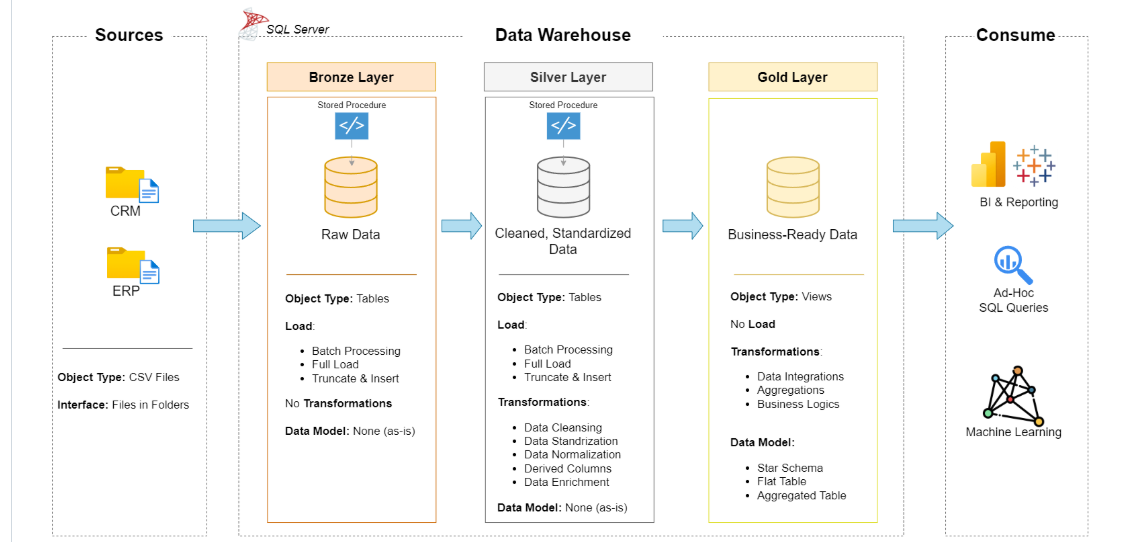 Sources
CRM
ERP
Object Type: CSV Files
Interface: Files in Folders
SQL Server
Data Warehouse
Bronze Layer
Stored Procedure
</>
Raw Data
Object Type: Tables
Load:
• Batch Processing
• Full Load
• Truncate & Insert
No Transformations
Data Model: None (as-is)
Silver Layer
Stored Procedure
</>
Cleaned, Standardized
Data
Object Type: Tables
Load:
• Batch Processing
• Full Load
• Truncate & Insert
Transformations:
• Data Cleansing
• Data Standrization
• Data Normalization
• Derived Columns
• Data Enrichment
Data Model: None (as-is)
Gold Layer
Business-Ready Data
Object Type: Views
No Load
Transformations:
• Data Integrations
• Aggregations
• Business Logics
Data Model:
• Star Schema
• Flat Table
• Aggregated Table
Consume
BI & Reporting
Ad-Hoc
SQL Queries
Machine Learning